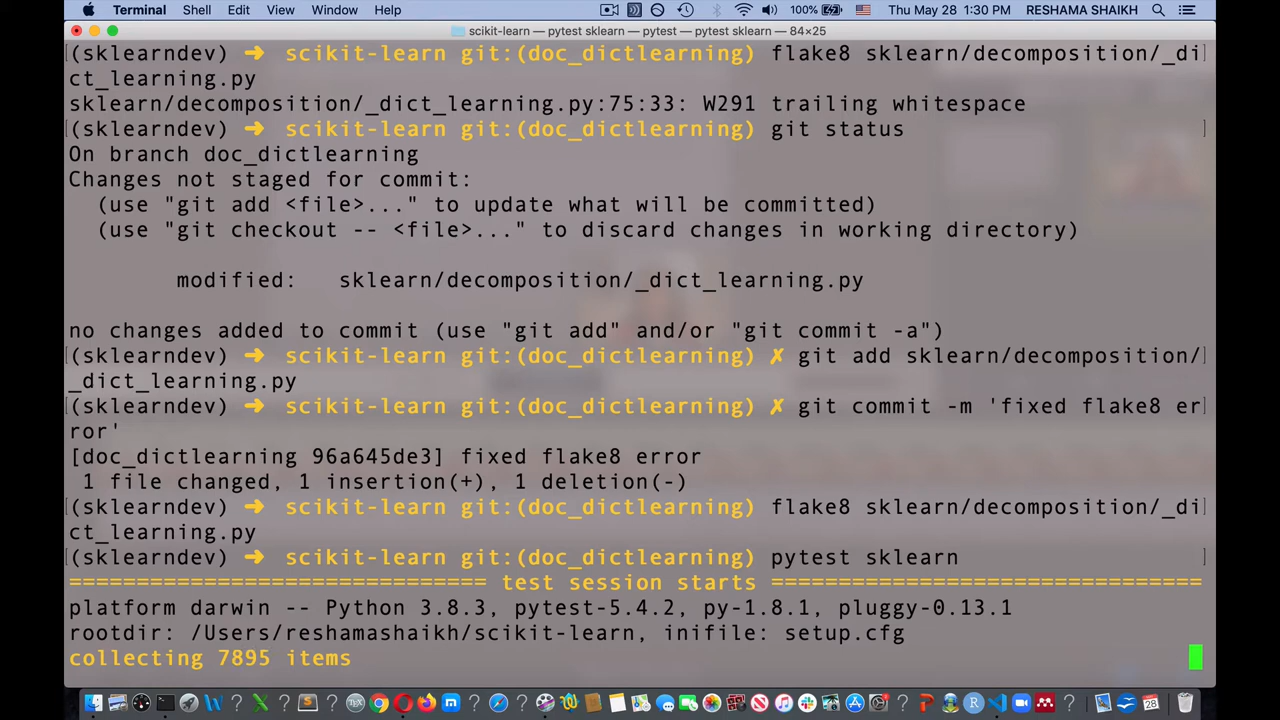 Terminal Shell Edit View Window Help 100% Thu May 28 1:30 PM RESHAMA SHAIKH
scikit-learn — pytest sklearn — pytest — pytest sklearn — 84×25
(sklearndev) ➜ scikit-learn git:(doc_dictlearning) flake8 sklearn/decomposition/_di
ct_learning.py
sklearn/decomposition/_dict_learning.py:75:33: W291 trailing whitespace
(sklearndev) ➜ scikit-learn git:(doc_dictlearning) git status
On branch doc_dictlearning
Changes not staged for commit:
(use "git add <file>..." to update what will be committed)
(use "git checkout -- <file>..." to discard changes in working directory)
modified: sklearn/decomposition/_dict_learning.py
no changes added to commit (use "git add" and/or "git commit -a")
(sklearndev) ➜ scikit-learn git:(doc_dictlearning) ✗ git add sklearn/decomposition/
_dict_learning.py
(sklearndev) ➜ scikit-learn git:(doc_dictlearning) ✗ git commit -m 'fixed flake8 er
ror'
[doc_dictlearning 96a645de3] fixed flake8 error
1 file changed, 1 insertion(+), 1 deletion(-)
(sklearndev) ➜ scikit-learn git:(doc_dictlearning) flake8 sklearn/decomposition/_di
ct_learning.py
(sklearndev) ➜ scikit-learn git:(doc_dictlearning) pytest sklearn
=============================== test session starts ================================
platform darwin -- Python 3.8.3, pytest-5.4.2, py-1.8.1, pluggy-0.13.1
rootdir: /Users/reshamashaikh/scikit-learn, inifile: setup.cfg
collecting 7895 items